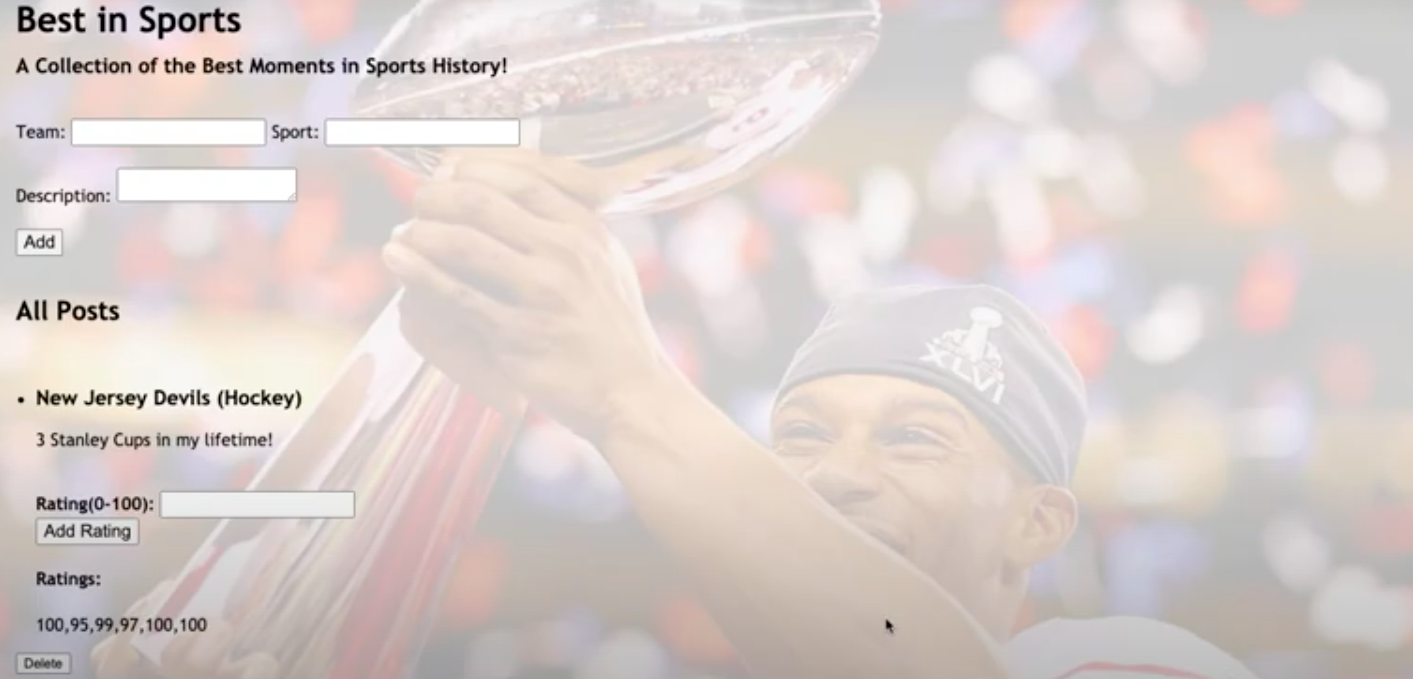 Best in Sports
A Collection of the Best Moments in Sports History!
Team: Sport:
Description:
Add
All Posts
• New Jersey Devils (Hockey)
3 Stanley Cups in my lifetime!
XLVI
Rating(0-100):
Add Rating
Ratings:
100,95,99,97,100,100
Delete